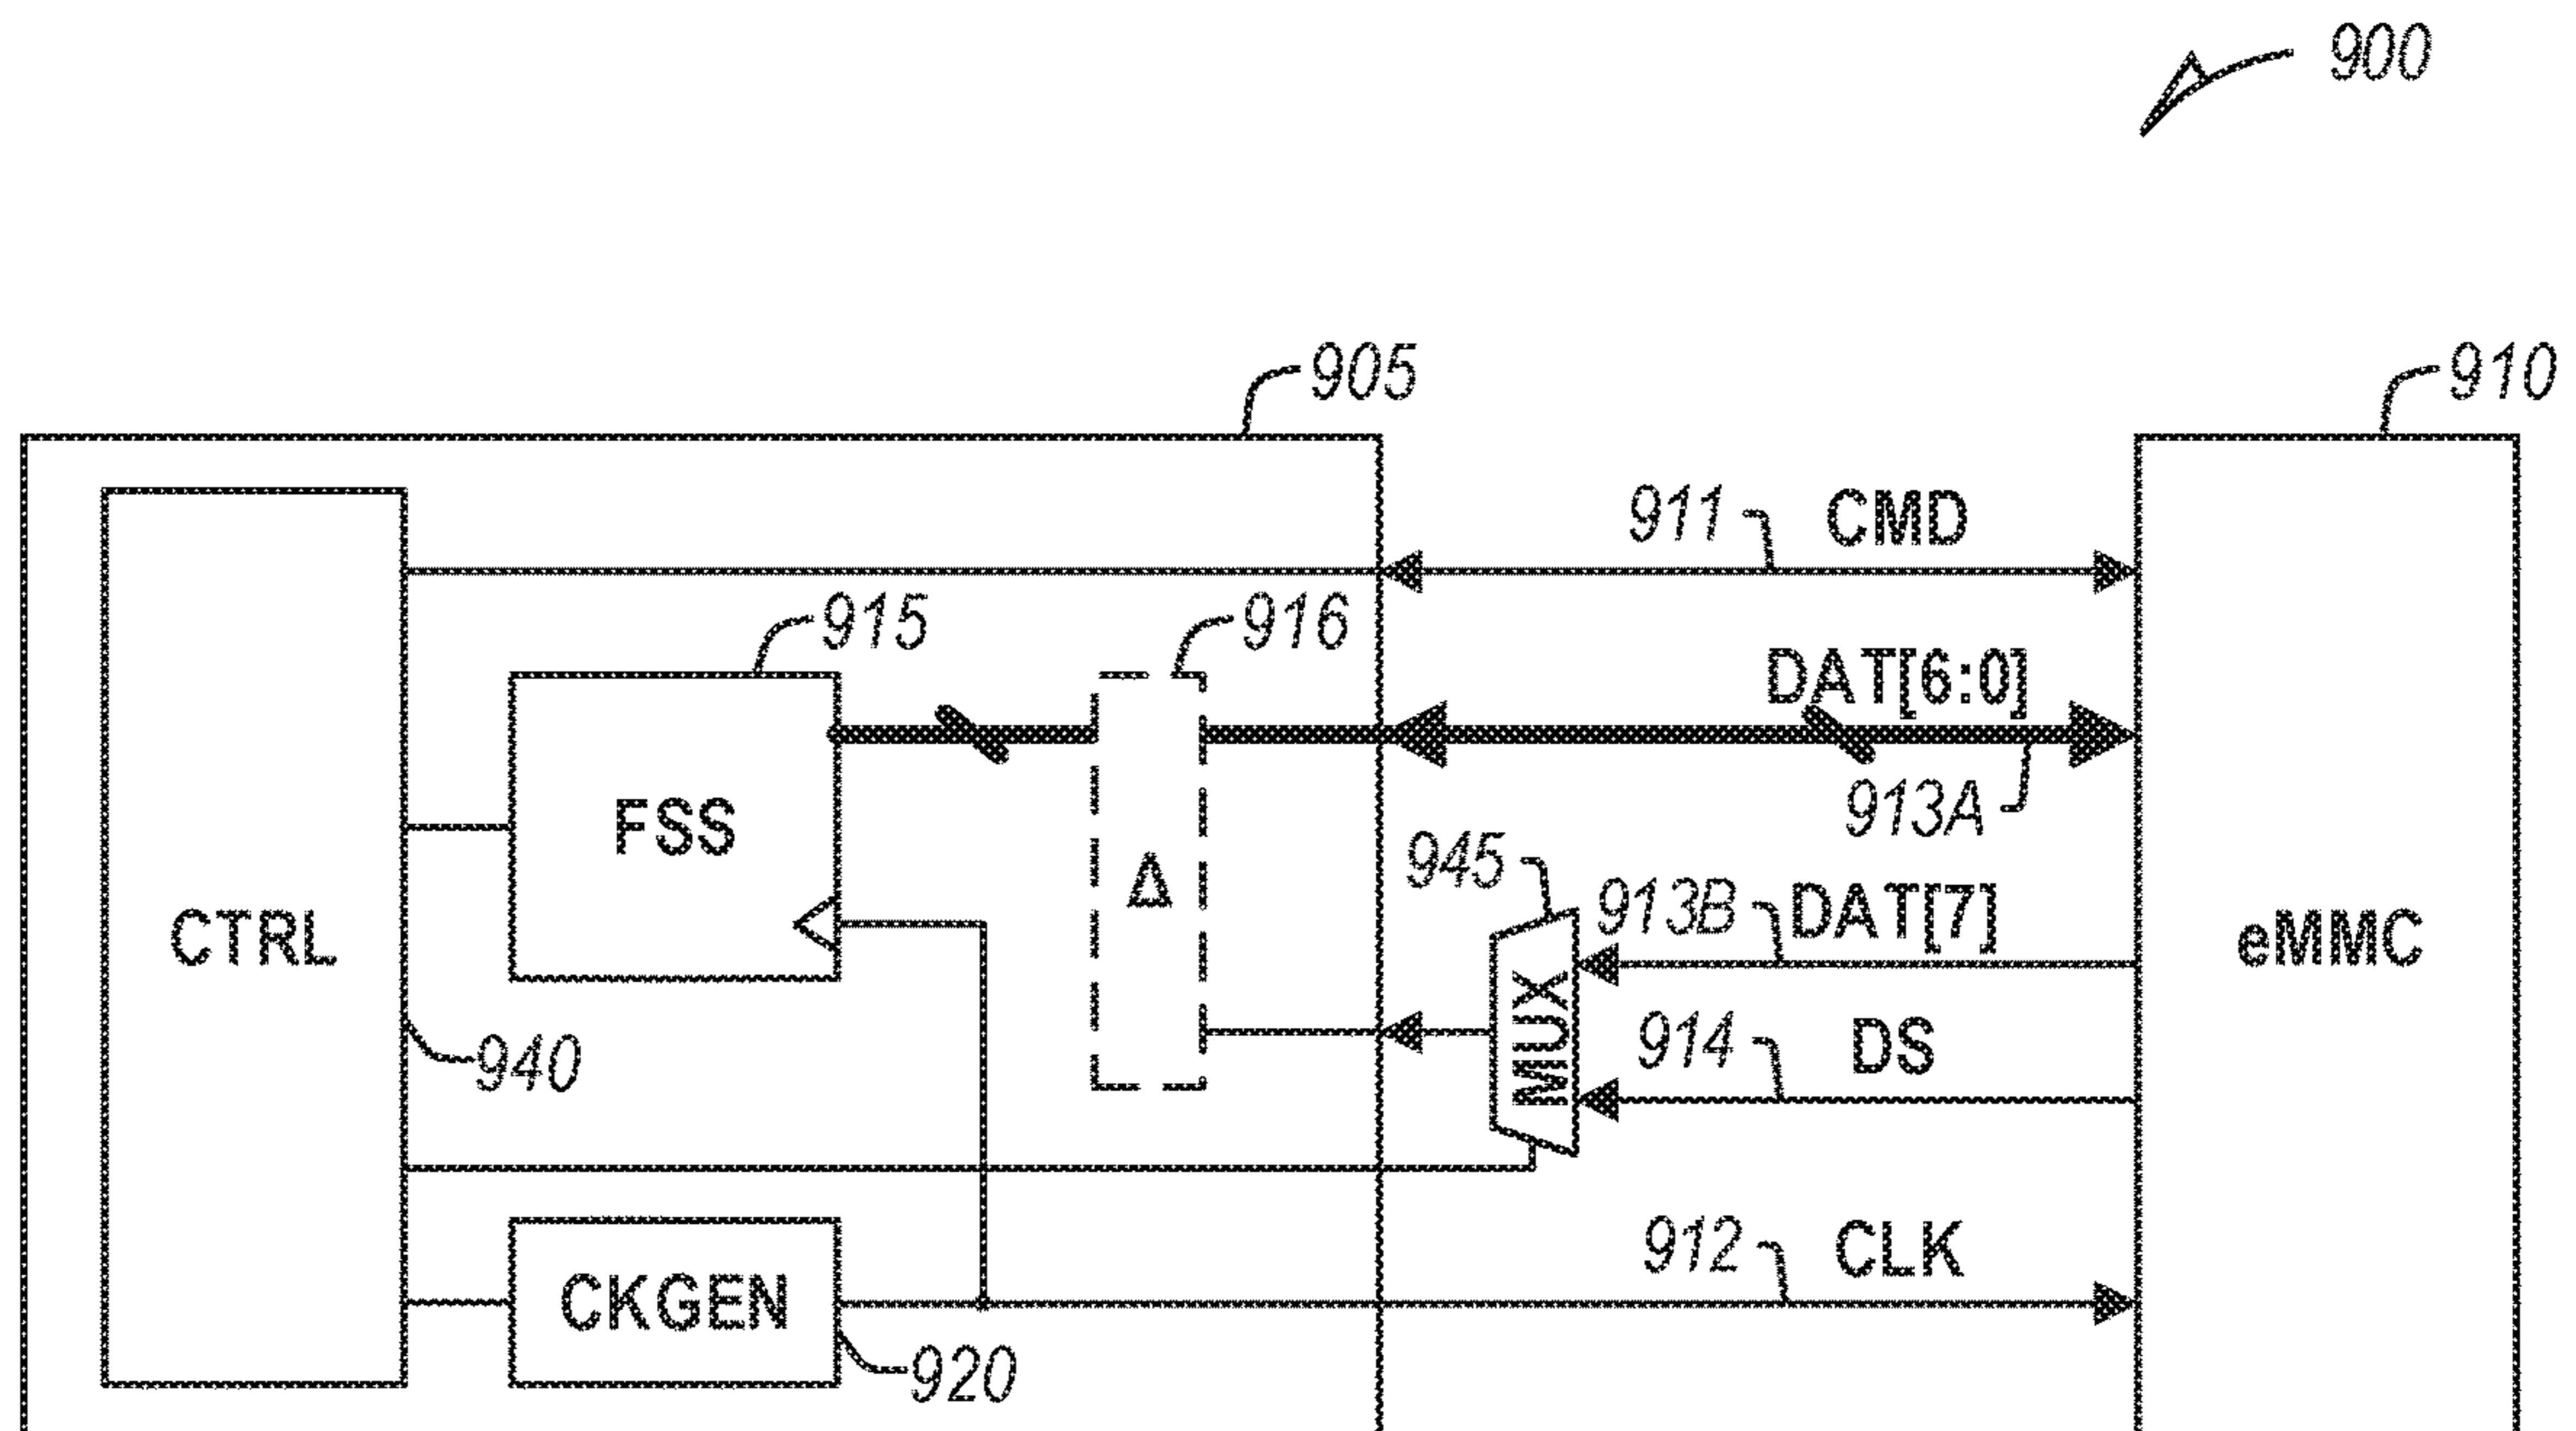 900
905
910
911 CMD
915
916
DAT[6:0]
913A
FSS
Δ
945
913B DAT[7]
CTRL
MUX
eMMC
914 DS
940
912 CLK
CKGEN
920